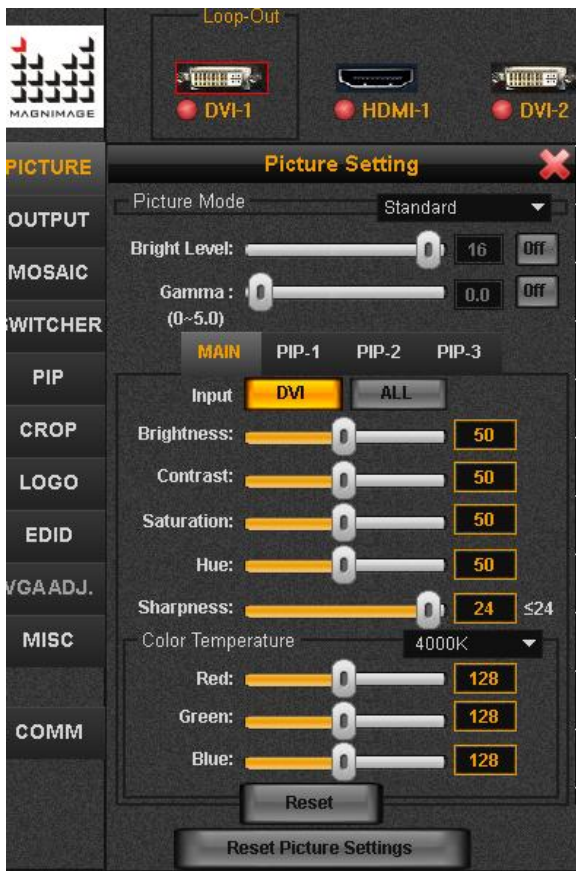 Loop-Out
MAGNIMAGE
DVI-1
HDMI-1
DVI-2
PICTURE
OUTPUT
MOSAIC
SWITCHER
PIP
CROP
LOGO
EDID
VGA ADJ.
MISC
COMM
Picture Setting
Picture Mode Standard
Bright Level: 16 Off
Gamma : 0.0 Off
(0~5.0)
MAIN PIP-1 PIP-2 PIP-3
Input DVI ALL
Brightness: 50
Contrast: 50
Saturation: 50
Hue: 50
Sharpness: 24 ≤24
Color Temperature 4000K
Red: 128
Green: 128
Blue: 128
Reset
Reset Picture Settings